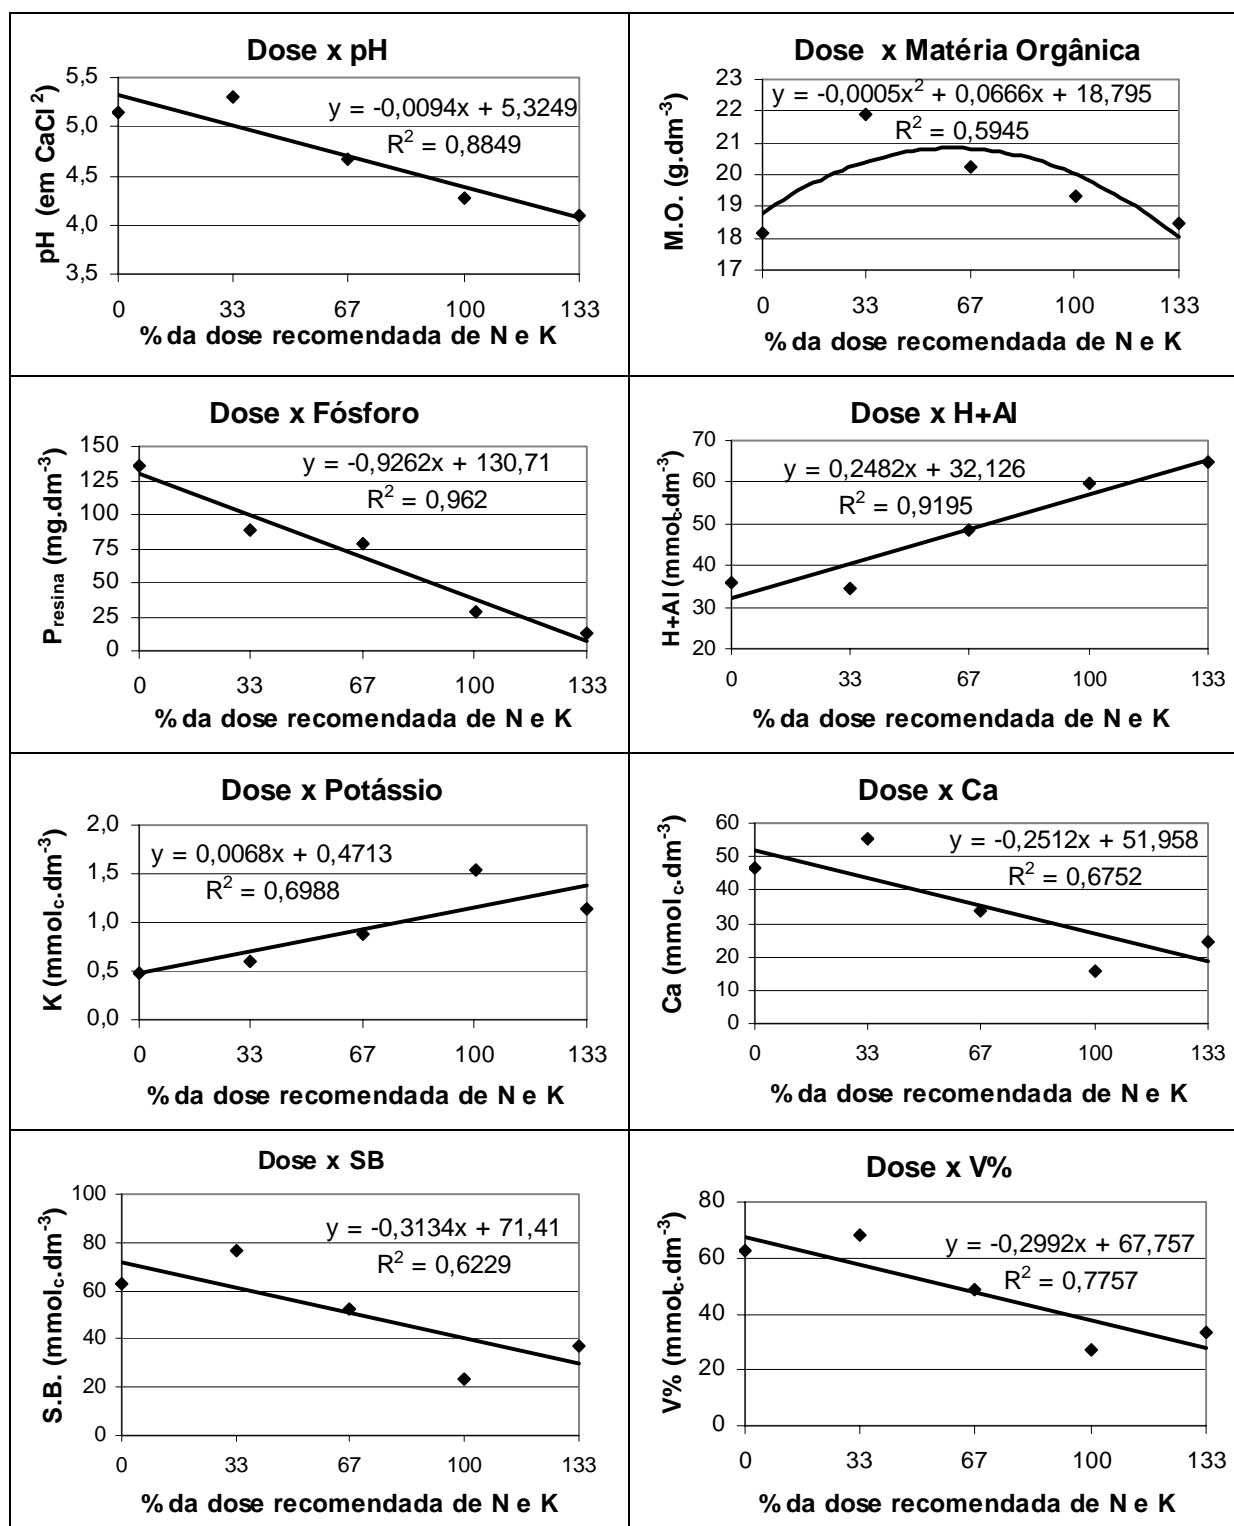 Dose x pH
y = -0,0094x + 5,3249
R² = 0,8849
pH (em CaCl ²)
5,5
5,0
4,5
4,0
3,5
0 33 67 100 133
% da dose recomendada de N e K
Dose x Matéria Orgânica
y = -0,0005x² + 0,0666x + 18,795
R² = 0,5945
M.O. (g.dm⁻³)
23
22
21
20
19
18
17
0 33 67 100 133
% da dose recomendada de N e K
Dose x Fósforo
y = -0,9262x + 130,71
R² = 0,962
Presina (mg.dm⁻³)
150
125
100
75
50
25
0
0 33 67 100 133
% da dose recomendada de N e K
Dose x H+Al
y = 0,2482x + 32,126
R² = 0,9195
H+Al (mmolc.dm⁻³)
70
60
50
40
30
20
0 33 67 100 133
% da dose recomendada de N e K
Dose x Potássio
y = 0,0068x + 0,4713
R² = 0,6988
K (mmolc.dm⁻³)
2,0
1,5
1,0
0,5
0,0
0 33 67 100 133
% da dose recomendada de N e K
Dose x Ca
y = -0,2512x + 51,958
R² = 0,6752
Ca (mmolc.dm⁻³)
60
50
40
30
20
10
0
0 33 67 100 133
% da dose recomendada de N e K
Dose x SB
y = -0,3134x + 71,41
R² = 0,6229
S.B. (mmolc.dm⁻³)
100
80
60
40
20
0
0 33 67 100 133
% da dose recomendada de N e K
Dose x V%
y = -0,2992x + 67,757
R² = 0,7757
V% (mmolc.dm⁻³)
80
60
40
20
0
0 33 67 100 133
% da dose recomendada de N e K